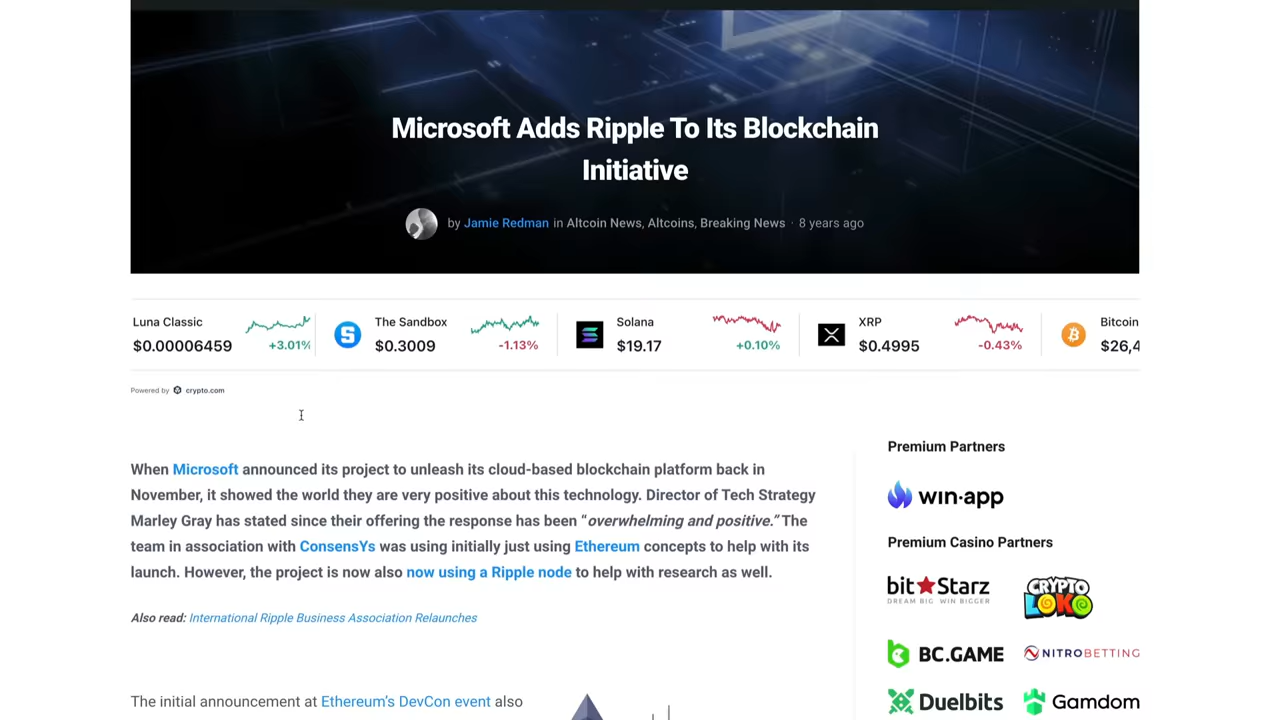 Microsoft Adds Ripple To Its Blockchain
Initiative
by Jamie Redman in Altcoin News, Altcoins, Breaking News · 8 years ago
Luna Classic
$0.00006459 +3.01%
The Sandbox
$0.3009 -1.13%
Solana
$19.17 +0.10%
XRP
$0.4995 -0.43%
Bitcoin
$26,4
Powered by crypto.com
When Microsoft announced its project to unleash its cloud-based blockchain platform back in
November, it showed the world they are very positive about this technology. Director of Tech Strategy
Marley Gray has stated since their offering the response has been “overwhelming and positive.” The
team in association with ConsensYs was using initially just using Ethereum concepts to help with its
launch. However, the project is now also now using a Ripple node to help with research as well.
Also read: International Ripple Business Association Relaunches
The initial announcement at Ethereum’s DevCon event also
Premium Partners
win·app
Premium Casino Partners
bitStarz
DREAM BIG WIN BIGGER
CRYPTO
LOKO
BC.GAME
NITROBETTING
Duelbits
Gamdom